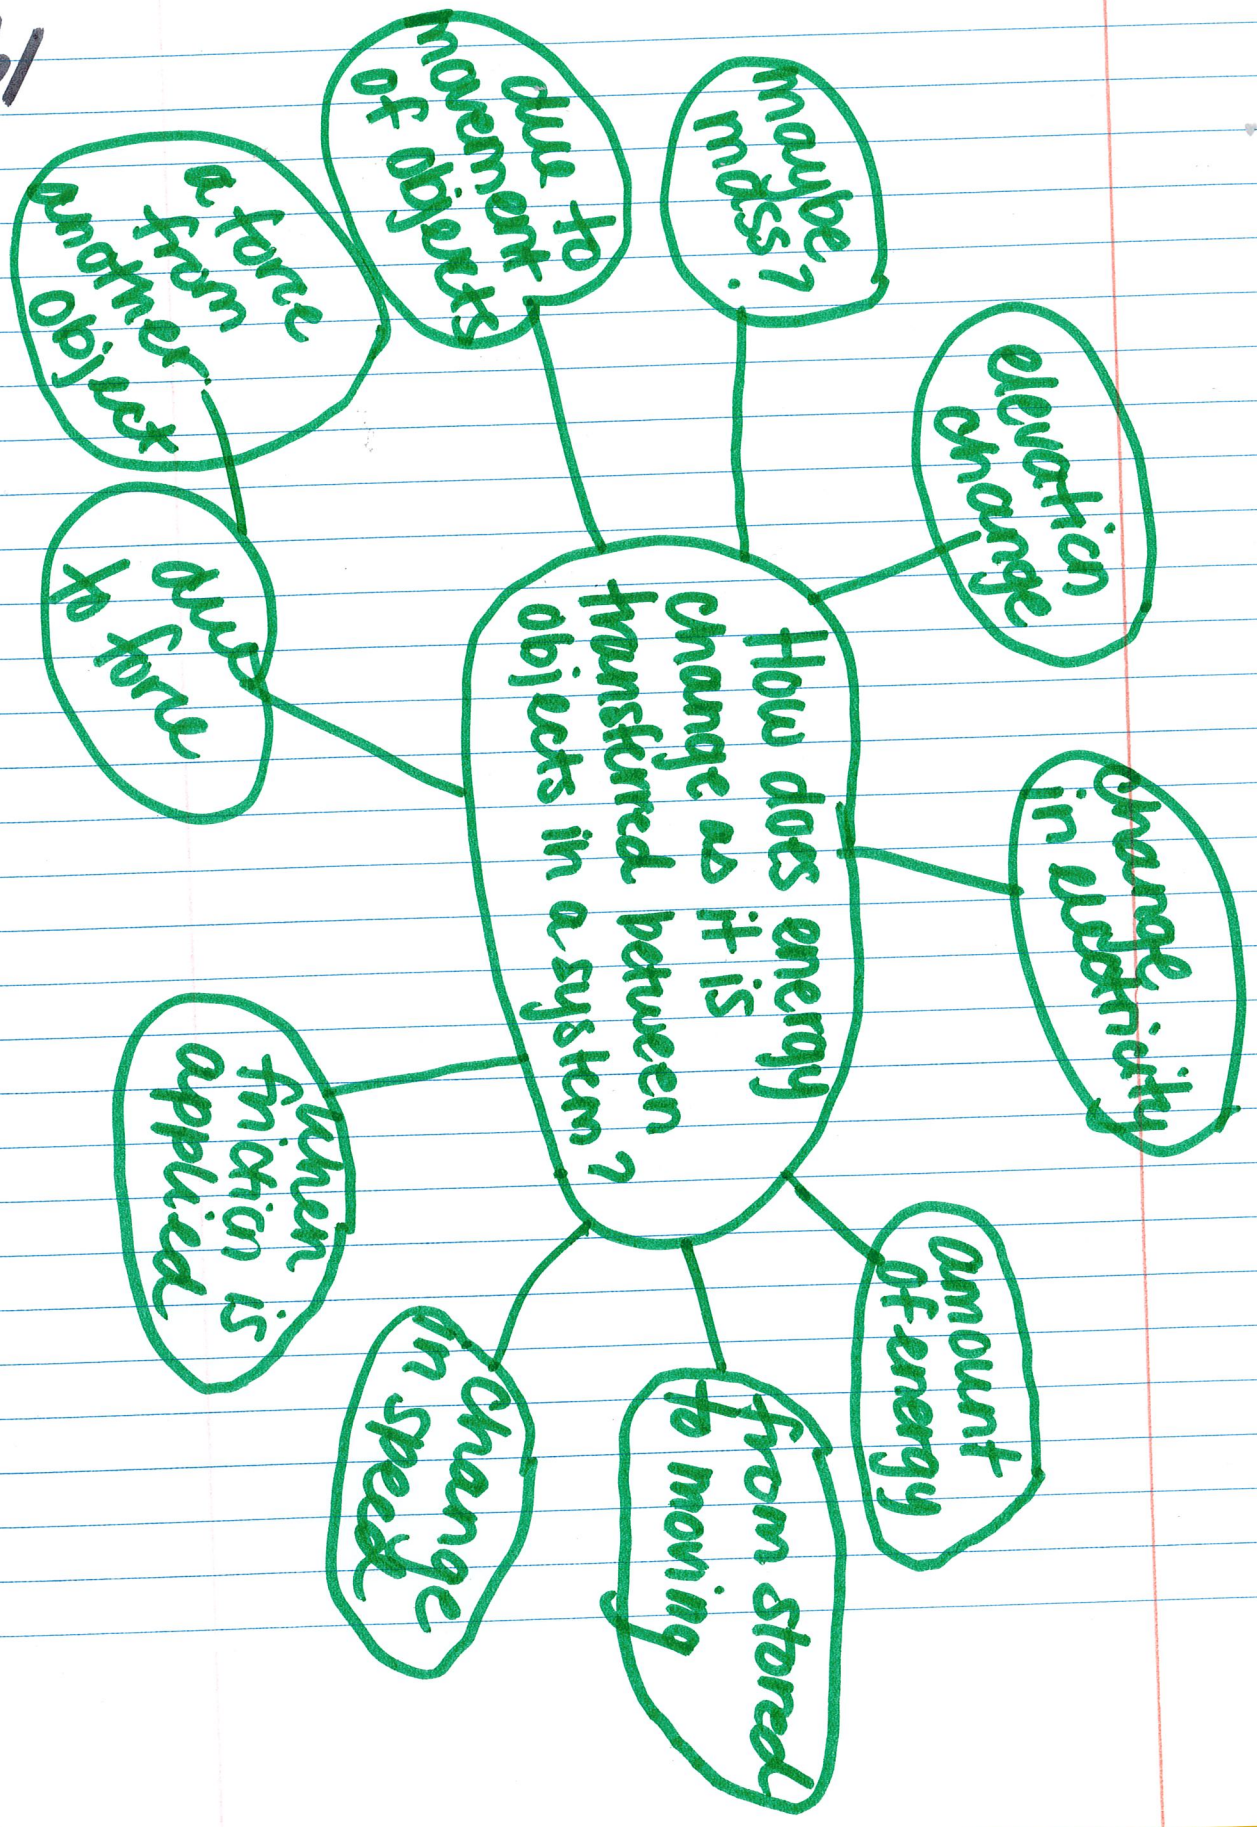 How does energy
change as it is
transferred between
objects in a system?
maybe
mass?
elevation
change
change
in electricity
amount
of energy
from stored
to moving
change
in speed
when
friction is
applied
due
to force
a force
from
another
object
due to
movement
of objects